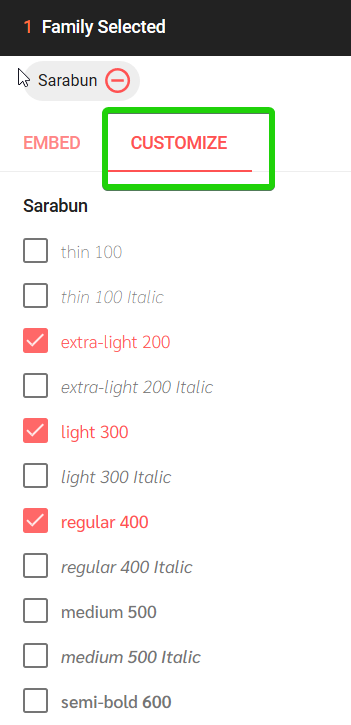 1 Family Selected
Sarabun
EMBED CUSTOMIZE
Sarabun
thin 100
thin 100 Italic
extra-light 200
extra-light 200 Italic
light 300
light 300 Italic
regular 400
regular 400 Italic
medium 500
medium 500 Italic
semi-bold 600